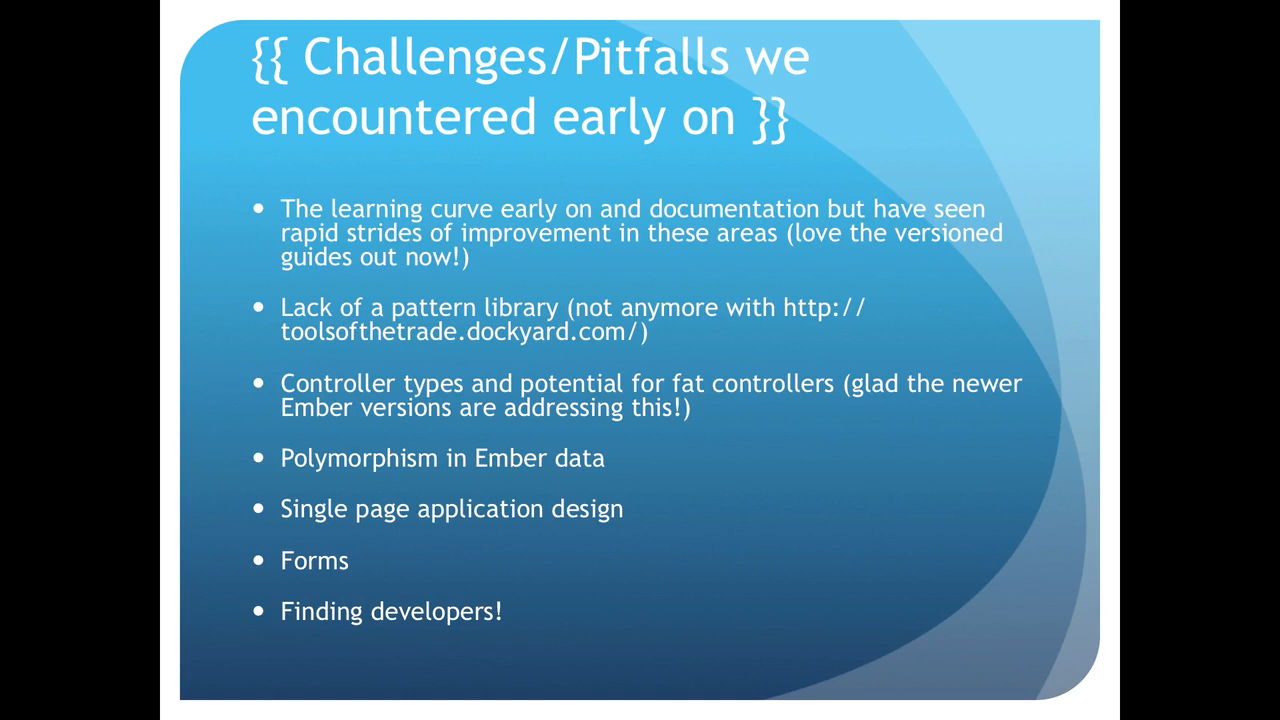 {{ Challenges/Pitfalls we
encountered early on }}
• The learning curve early on and documentation but have seen
rapid strides of improvement in these areas (love the versioned
guides out now!)
• Lack of a pattern library (not anymore with http://
toolsofthetrade.dockyard.com/)
• Controller types and potential for fat controllers (glad the newer
Ember versions are addressing this!)
• Polymorphism in Ember data
• Single page application design
• Forms
• Finding developers!